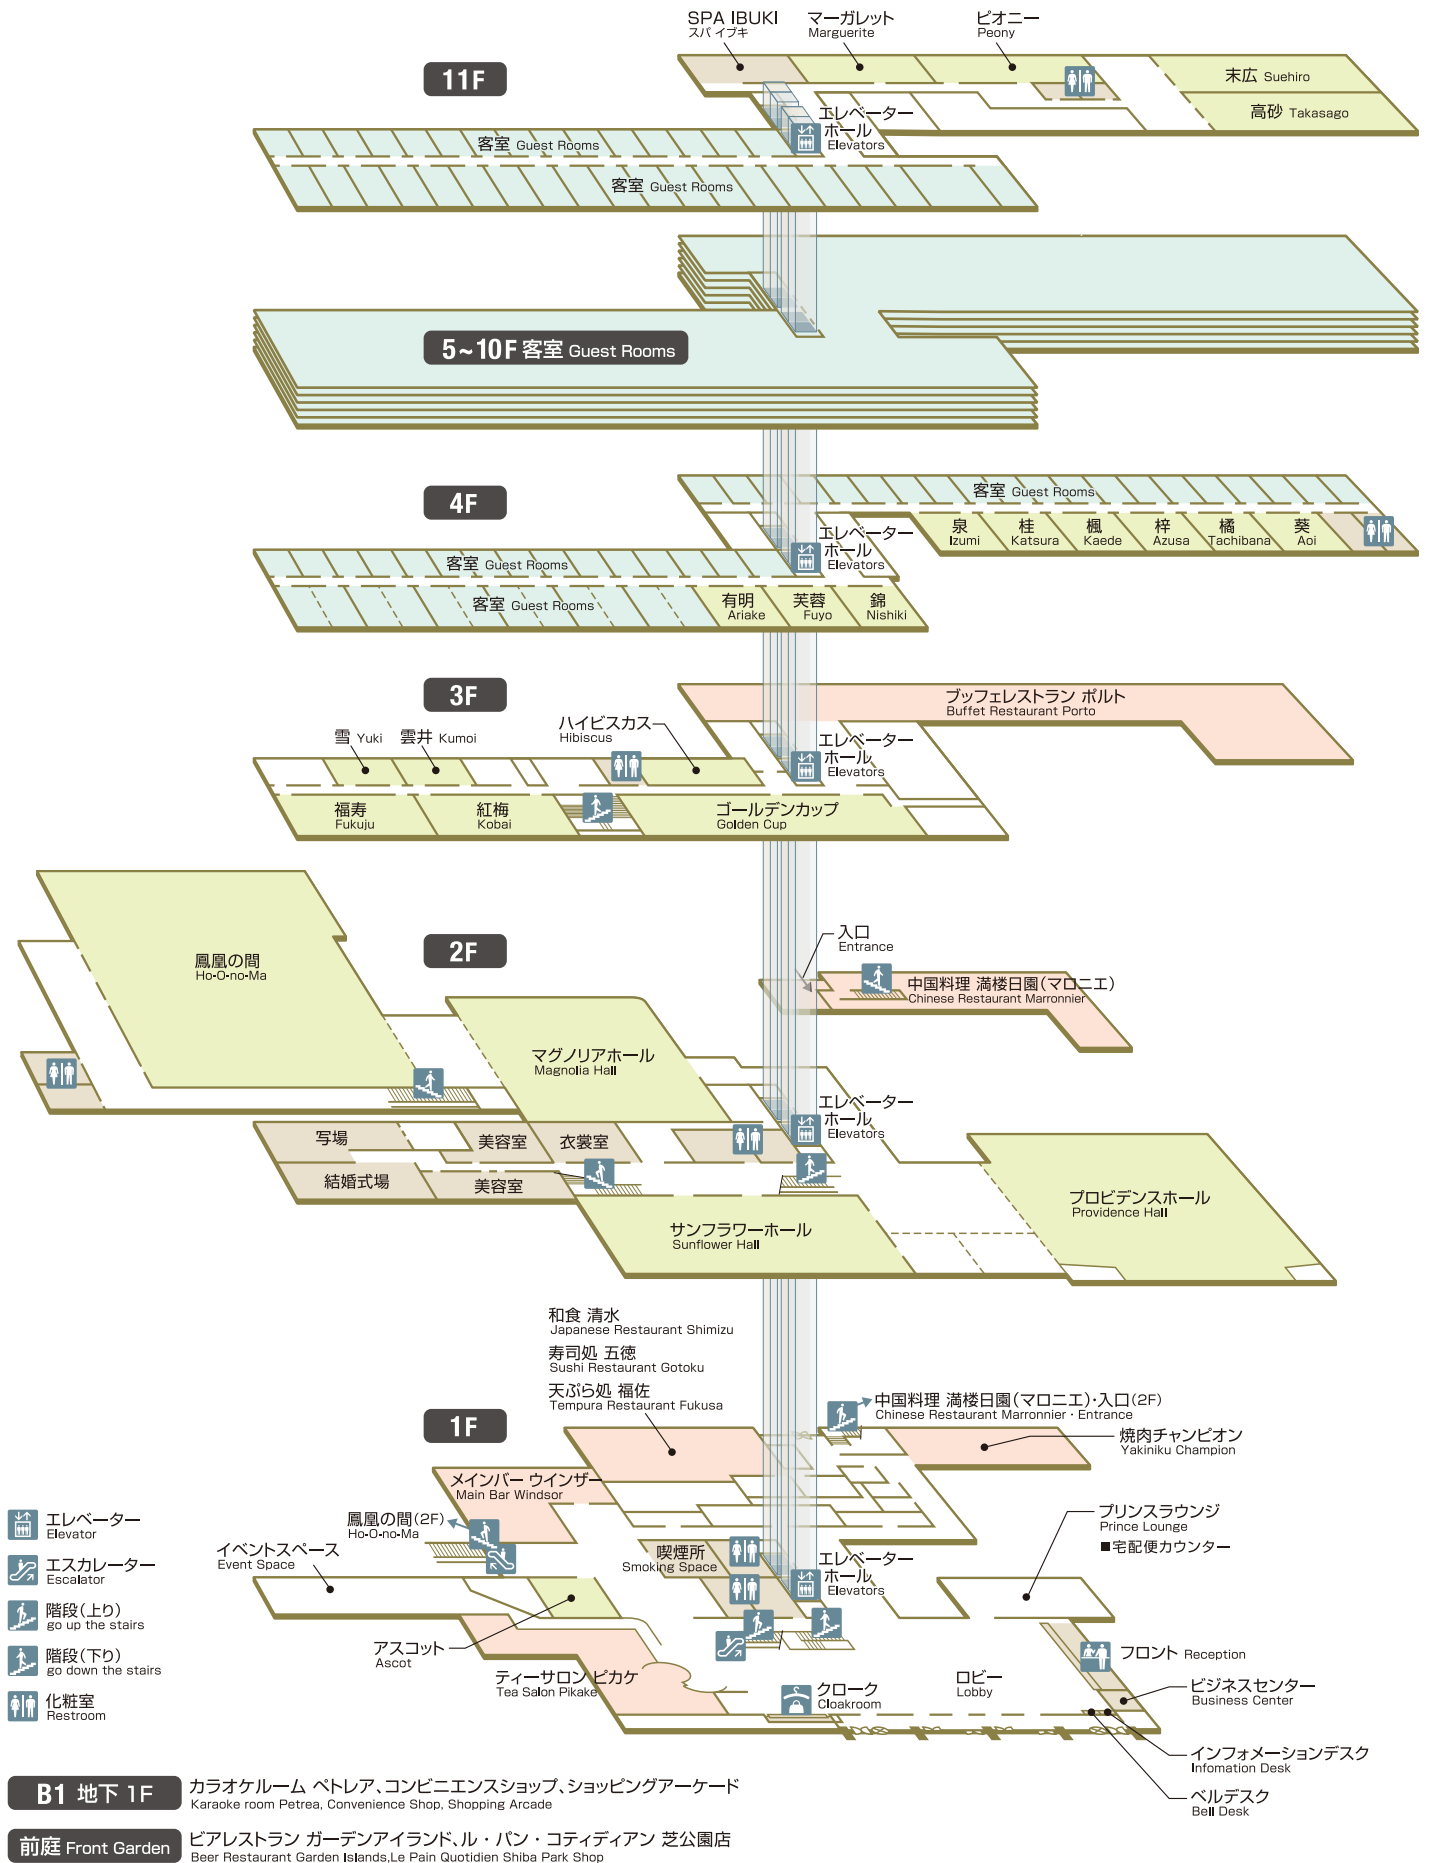 SPA IBUKI
スパ イブキ
マーガレット
Marguerite
ピオニー
Peony
11F
末広 Suehiro
高砂 Takasago
エレベーター
ホール
Elevators
客室 Guest Rooms
客室 Guest Rooms
5~10F 客室 Guest Rooms
4F
客室 Guest Rooms
泉
Izumi
桂
Katsura
楓
Kaede
梓
Azusa
橘
Tachibana
葵
Aoi
エレベーター
ホール
Elevators
客室 Guest Rooms
客室 Guest Rooms
有明
Ariake
芙蓉
Fuyo
錦
Nishiki
3F
ブッフェレストラン ポルト
Buffet Restaurant Porto
雪 Yuki
雲井 Kumoi
ハイビスカス
Hibiscus
エレベーター
ホール
Elevators
福寿
Fukuju
紅梅
Kobai
ゴールデンカップ
Golden Cup
2F
入口
Entrance
鳳凰の間
Ho-O-no-Ma
中国料理 満楼日園(マロニエ)
Chinese Restaurant Marronnier
マグノリアホール
Magnolia Hall
エレベーター
ホール
Elevators
写場
美容室
衣裳室
結婚式場
美容室
プロビデンスホール
Providence Hall
サンフラワーホール
Sunflower Hall
和食 清水
Japanese Restaurant Shimizu
寿司処 五徳
Sushi Restaurant Gotoku
天ぷら処 福佐
Tempura Restaurant Fukusa
1F
中国料理 満楼日園(マロニエ)・入口(2F)
Chinese Restaurant Marronnier・Entrance
焼肉チャンピオン
Yakiniku Champion
メインバー ウインザー
Main Bar Windsor
鳳凰の間(2F)
Ho-O-no-Ma
プリンスラウンジ
Prince Lounge
■宅配便カウンター
イベントスペース
Event Space
喫煙所
Smoking Space
エレベーター
ホール
Elevators
アスコット
Ascot
ティーサロン ピカケ
Tea Salon Pikake
クローク
Cloakroom
ロビー
Lobby
フロント Reception
ビジネスセンター
Business Center
インフォメーションデスク
Infomation Desk
ベルデスク
Bell Desk
エレベーター
Elevator
エスカレーター
Escalator
階段(上り)
go up the stairs
階段(下り)
go down the stairs
化粧室
Restroom
B1 地下 1F
カラオケルーム ペトレア、コンビニエンスショップ、ショッピングアーケード
Karaoke room Petrea, Convenience Shop, Shopping Arcade
前庭 Front Garden
ビアレストラン ガーデンアイランド、ル・パン・コティディアン 芝公園店
Beer Restaurant Garden Islands,Le Pain Quotidien Shiba Park Shop